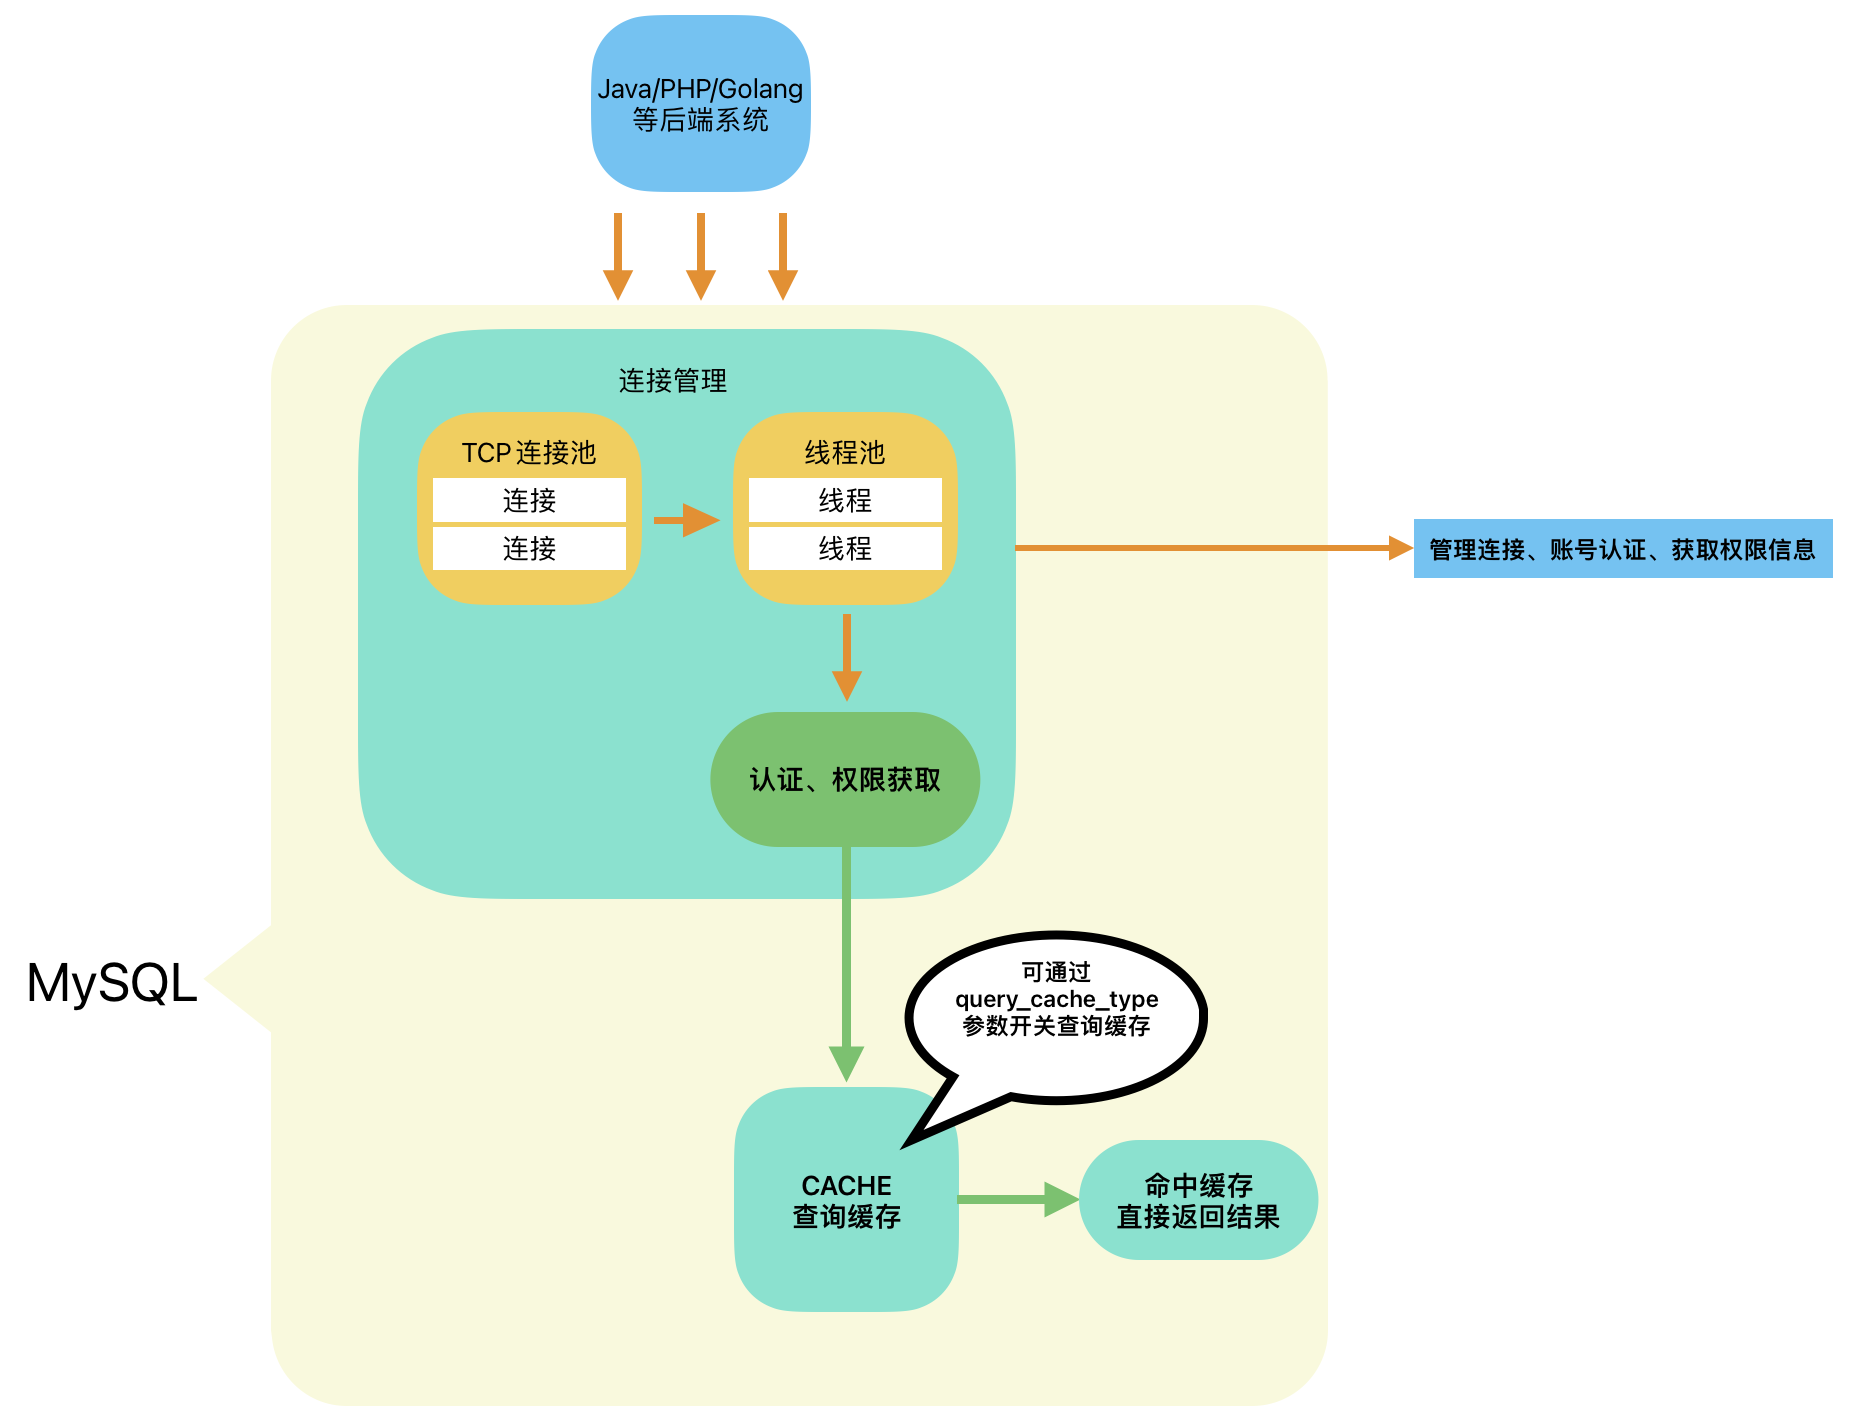 Java/PHP/Golang
等后端系统
连接管理
TCP 连接池
连接
连接
线程池
线程
线程
管理连接、账号认证、获取权限信息
认证、权限获取
MySQL
可通过
query_cache_type
参数开关查询缓存
CACHE
查询缓存
命中缓存
直接返回结果